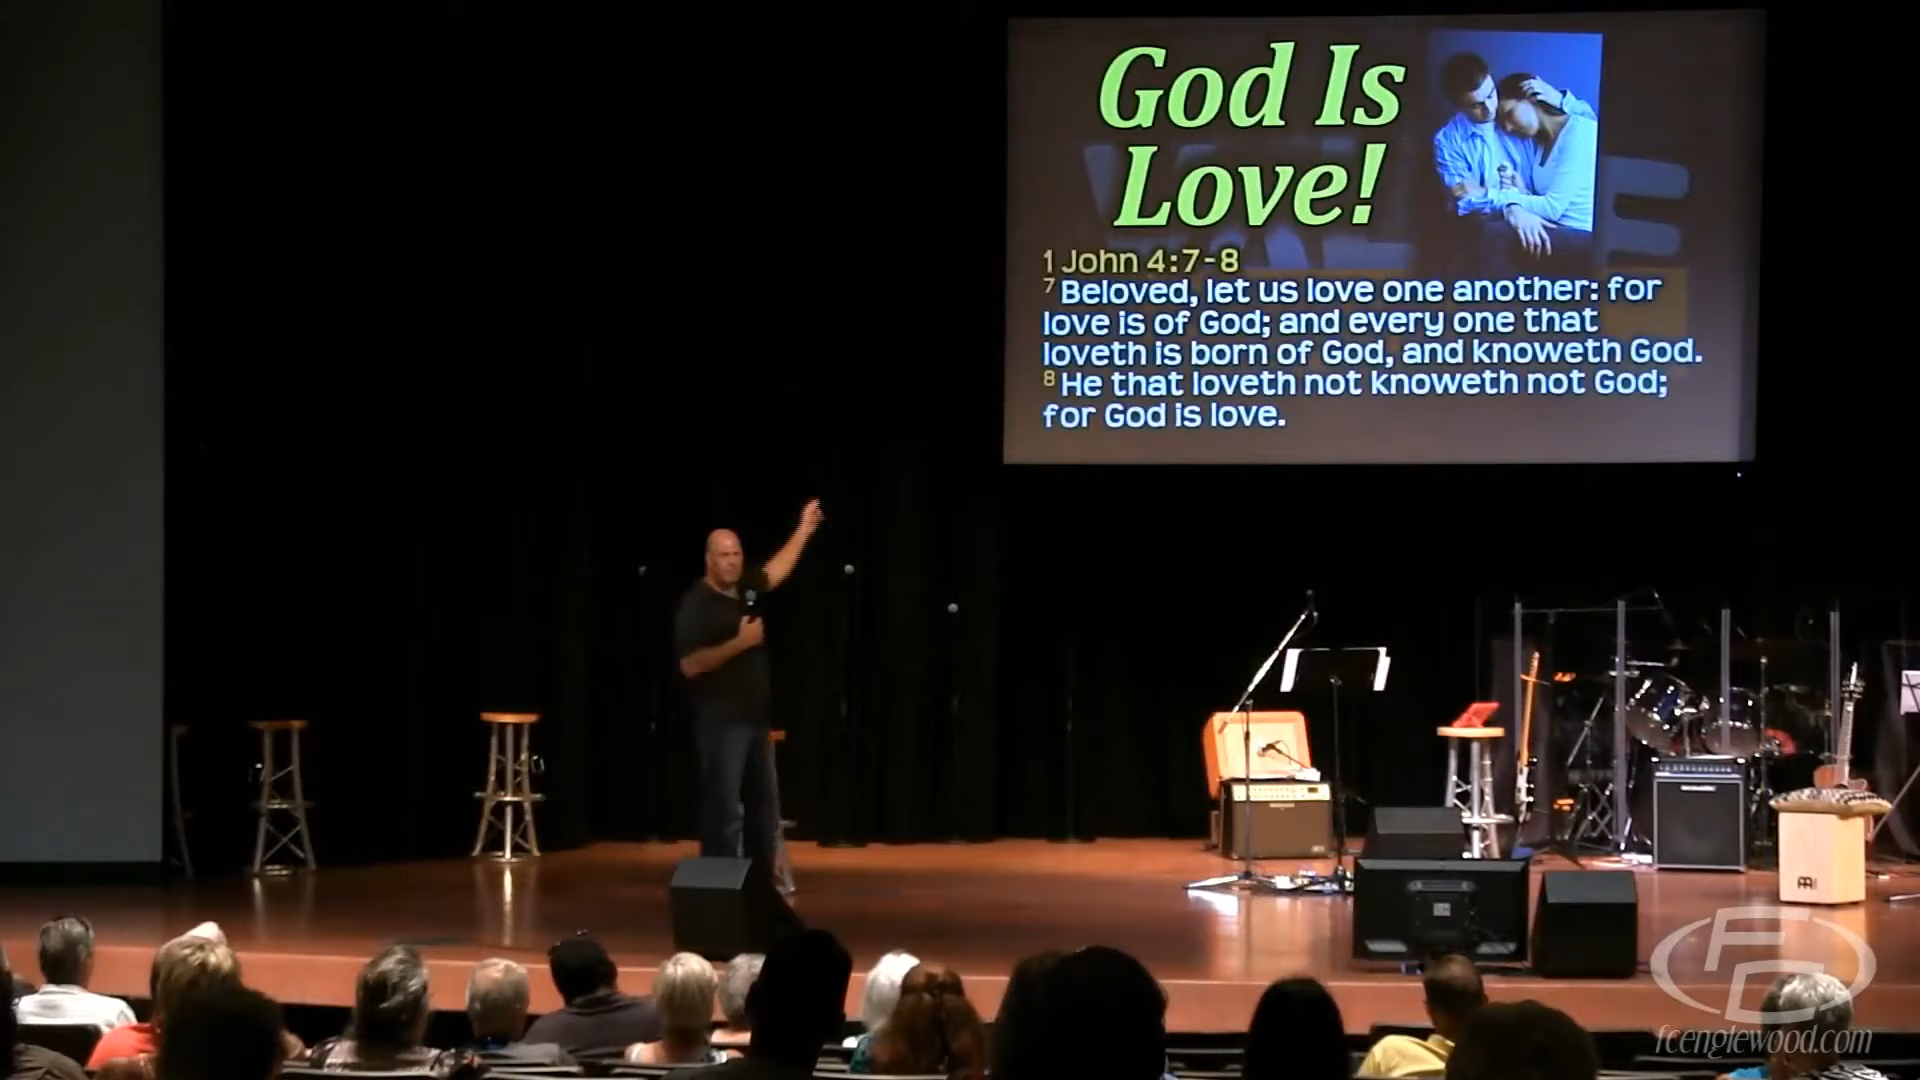 God Is
Love!
1 John 4:7-8
7 Beloved, let us love one another: for
love is of God; and every one that
loveth is born of God, and knoweth God.
8 He that loveth not knoweth not God;
for God is love.
FC
fcenglewood.com